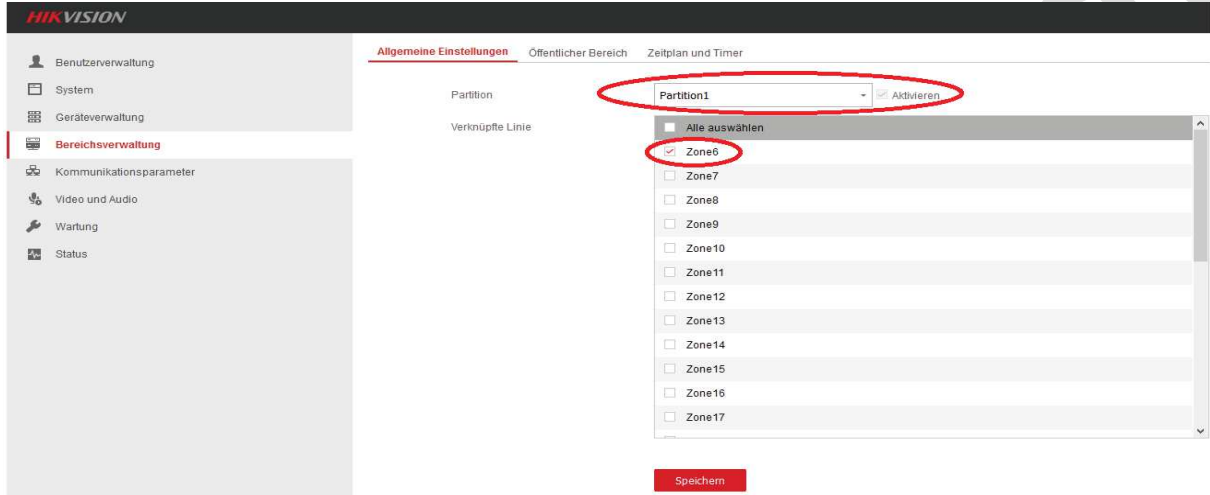 HIKVISION
Benutzerverwaltung
System
Geräteverwaltung
Bereichsverwaltung
Kommunikationsparameter
Video und Audio
Wartung
Status
Allgemeine Einstellungen Öffentlicher Bereich Zeitplan und Timer
Partition Partition1 Aktivieren
Verknüpfte Linie
Alle auswählen
Zone6
Zone7
Zone8
Zone9
Zone10
Zone11
Zone12
Zone13
Zone14
Zone15
Zone16
Zone17
Speichern